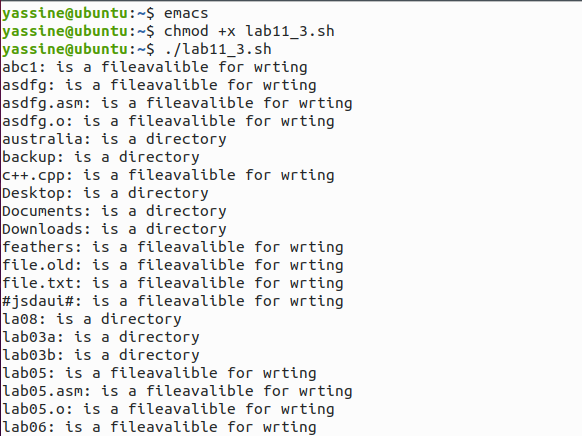 yassine@ubuntu:~$ emacs
yassine@ubuntu:~$ chmod +x lab11_3.sh
yassine@ubuntu:~$ ./lab11_3.sh
abc1: is a fileavalible for wrting
asdfg: is a fileavalible for wrting
asdfg.asm: is a fileavalible for wrting
asdfg.o: is a fileavalible for wrting
australia: is a directory
backup: is a directory
c++.cpp: is a fileavalible for wrting
Desktop: is a directory
Documents: is a directory
Downloads: is a directory
feathers: is a fileavalible for wrting
file.old: is a fileavalible for wrting
file.txt: is a fileavalible for wrting
#jsdaui#: is a fileavalible for wrting
la08: is a directory
lab03a: is a directory
lab03b: is a directory
lab05: is a fileavalible for wrting
lab05.asm: is a fileavalible for wrting
lab05.o: is a fileavalible for wrting
lab06: is a fileavalible for wrting